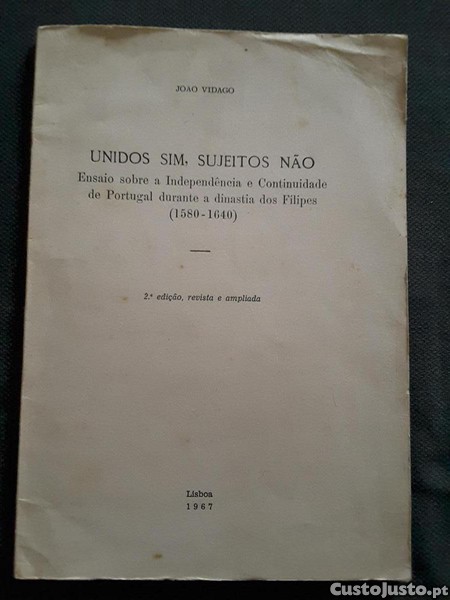 JOAO VIDAGO
UNIDOS SIM, SUJEITOS NÃO
Ensaio sobre a Independência e Continuidade
de Portugal durante a dinastia dos Filipes
(1580-1640)
2.ª edição, revista e ampliada
Lisboa
1967
CustoJusto.pt